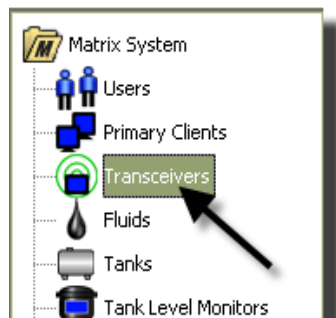 Matrix System
Users
Primary Clients
Transceivers
Fluids
Tanks
Tank Level Monitors